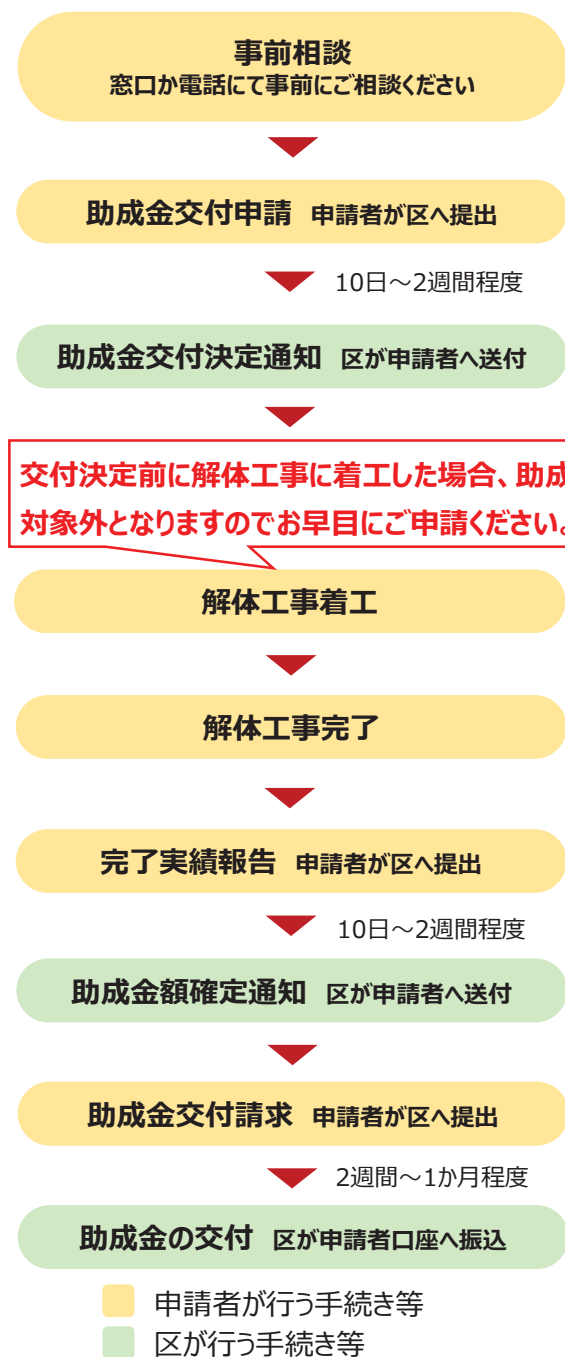 事前相談
窓口か電話にて事前にご相談ください
助成金交付申請 申請者が区へ提出
10日～2週間程度
助成金交付決定通知 区が申請者へ送付
交付決定前に解体工事に着工した場合、助成
対象外となりますのでお早目にご申請ください。
解体工事着工
解体工事完了
完了実績報告 申請者が区へ提出
10日～2週間程度
助成金額確定通知 区が申請者へ送付
助成金交付請求 申請者が区へ提出
2週間～1か月程度
助成金の交付 区が申請者口座へ振込
申請者が行う手続き等
区が行う手続き等